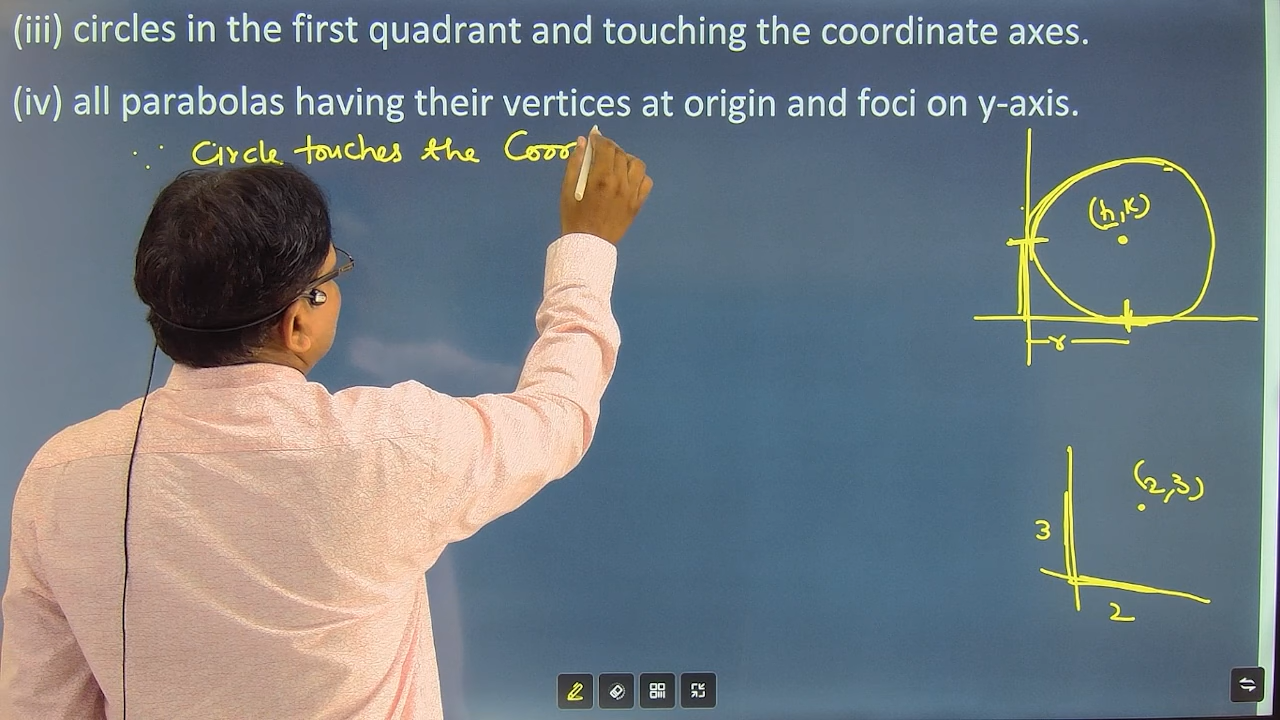 (iii) circles in the first quadrant and touching the coordinate axes.
(iv) all parabolas having their vertices at origin and foci on y-axis.
∵ Circle touches the Coor
(h,k)
r
(2,3)
3
2